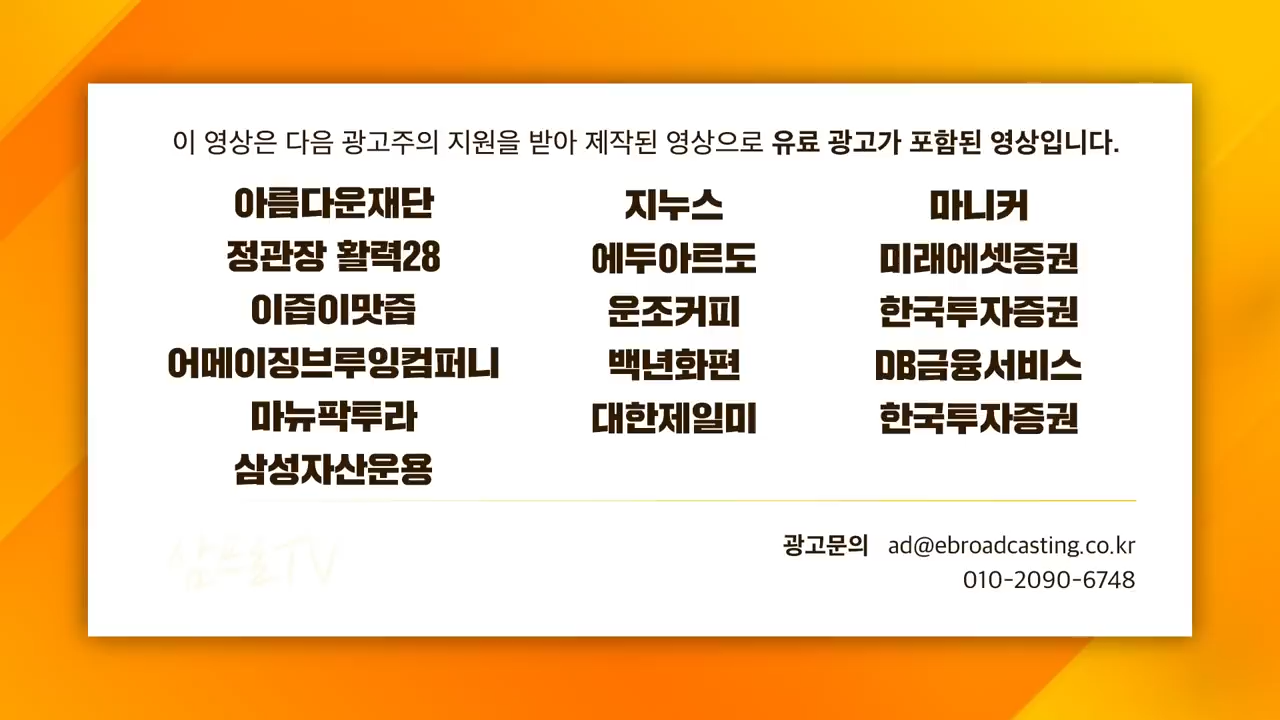 이 영상은 다음 광고주의 지원을 받아 제작된 영상으로 유료 광고가 포함된 영상입니다.
아름다운재단
정관장 활력28
이즙이맛즙
어메이징브루잉컴퍼니
마뉴팍투라
삼성자산운용
지누스
에두아르도
운조커피
백년화편
대한제일미
마니커
미래에셋증권
한국투자증권
DB금융서비스
한국투자증권
삼프로TV
광고문의 ad@ebroadcasting.co.kr
010-2090-6748